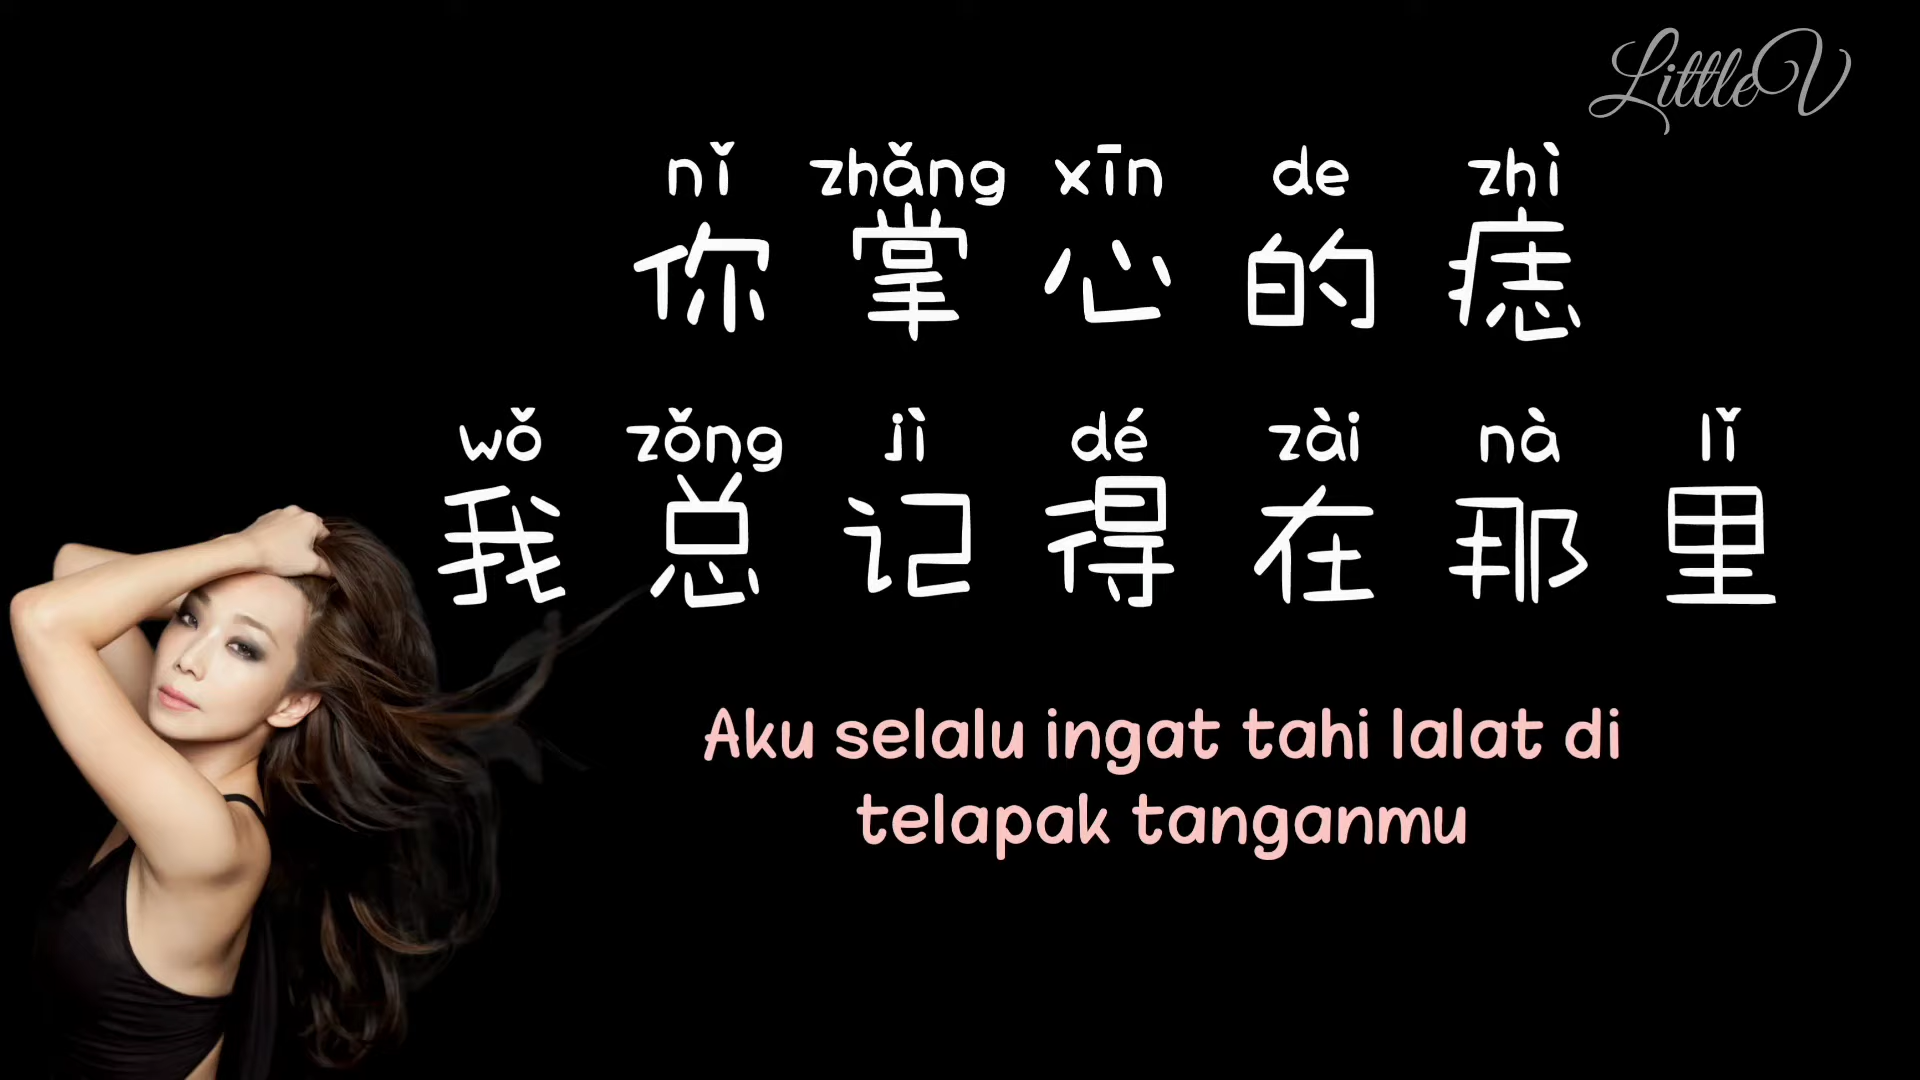 LittleV
nǐ zhǎng xīn de zhì
你掌心的痣
wǒ zǒng jì dé zài nà lǐ
我总记得在那里
Aku selalu ingat tahi lalat di
telapak tanganmu